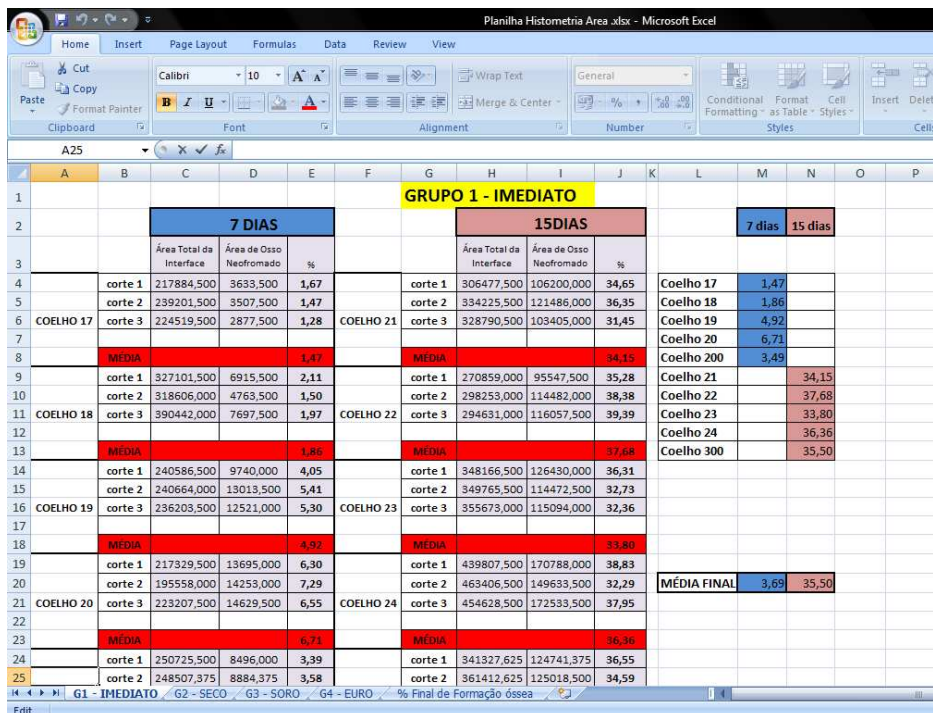 Planilha Histometria Area .xlsx - Microsoft Excel
Home Insert Page Layout Formulas Data Review View
Cut
Copy
Format Painter
Paste
Clipboard
Calibri 10 A A
B I U A
Font
Wrap Text
Merge & Center
Alignment
General
% ,
Number
Conditional Formatting
Format as Table
Cell Styles
Styles
Insert Delet
Cells
A25 fx
A B C D E F G H I J K L M N O P
1 GRUPO 1 - IMEDIATO
2 7 DIAS 15DIAS 7 dias 15 dias
3 Área Total da Interface Área de Osso Neofromado % Área Total da Interface Área de Osso Neofromado %
4 corte 1 217884,500 3633,500 1,67 corte 1 306477,500 106200,000 34,65 Coelho 17 1,47
5 corte 2 239201,500 3507,500 1,47 corte 2 334225,500 121486,000 36,35 Coelho 18 1,86
6 COELHO 17 corte 3 224519,500 2877,500 1,28 COELHO 21 corte 3 328790,500 103405,000 31,45 Coelho 19 4,92
7 Coelho 20 6,71
8 MÉDIA 1,47 MÉDIA 34,15 Coelho 200 3,49
9 corte 1 327101,500 6915,500 2,11 corte 1 270859,000 95547,500 35,28 Coelho 21 34,15
10 corte 2 318606,000 4763,500 1,50 corte 2 298253,000 114482,000 38,38 Coelho 22 37,68
11 COELHO 18 corte 3 390442,000 7697,500 1,97 COELHO 22 corte 3 294631,000 116057,500 39,39 Coelho 23 33,80
12 Coelho 24 36,36
13 MÉDIA 1,86 MÉDIA 37,68 Coelho 300 35,50
14 corte 1 240586,500 9740,000 4,05 corte 1 348166,500 126430,000 36,31
15 corte 2 240664,000 13013,500 5,41 corte 2 349765,500 114472,500 32,73
16 COELHO 19 corte 3 236203,500 12521,000 5,30 COELHO 23 corte 3 355673,000 115094,000 32,36
17
18 MÉDIA 4,92 MÉDIA 33,80
19 corte 1 217329,500 13695,000 6,30 corte 1 439807,500 170788,000 38,83
20 corte 2 195558,000 14253,000 7,29 corte 2 463406,500 149633,500 32,29 MÉDIA FINAL 3,69 35,50
21 COELHO 20 corte 3 223207,500 14629,500 6,55 COELHO 24 corte 3 454628,500 172533,500 37,95
22
23 MÉDIA 6,71 MÉDIA 36,36
24 corte 1 250725,500 8496,000 3,39 corte 1 341327,625 124741,375 36,55
25 corte 2 248507,375 8884,375 3,58 corte 2 361412,625 125018,500 34,59
G1 - IMEDIATO G2 - SECO G3 - SORO G4 - EURO % Final de Formação óssea
Edit